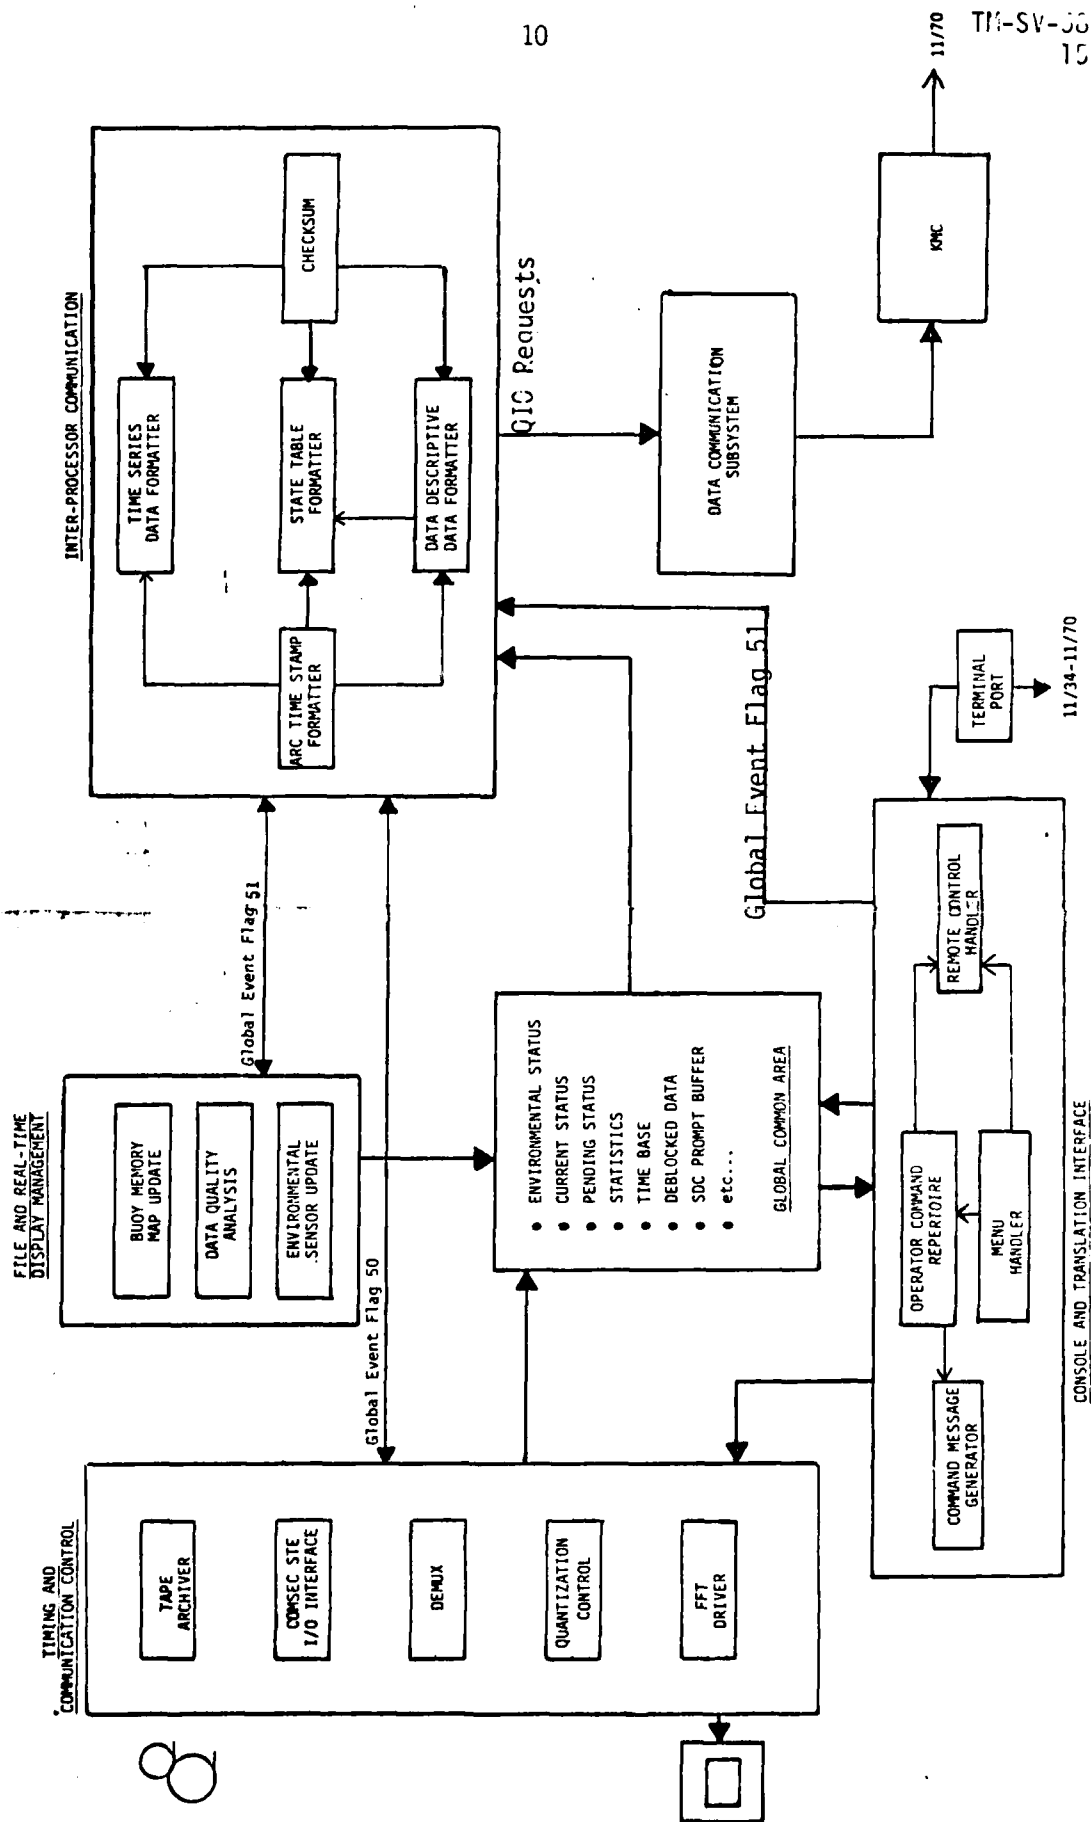 10
TM-SV-
15
TIMING AND
COMMUNICATION CONTROL
TAPE
ARCHIVER
COMSEC STE
I/O INTERFACE
DEMUX
QUANTIZATION
CONTROL
FFT
DRIVER
FILE AND REAL-TIME
DISPLAY MANAGEMENT
BUOY MEMORY
MAP UPDATE
DATA QUALITY
ANALYSIS
ENVIRONMENTAL
SENSOR UPDATE
Global Event Flag 51
Global Event Flag 50
INTER-PROCESSOR COMMUNICATION
TIME SERIES
DATA FORMATTER
ARC TIME STAMP
FORMATTER
STATE TABLE
FORMATTER
CHECKSUM
DATA DESCRIPTIVE
DATA FORMATTER
QIO Requests
• ENVIRONMENTAL STATUS
• CURRENT STATUS
• PENDING STATUS
• STATISTICS
• TIME BASE
• DEBLOCKED DATA
• SDC PROMPT BUFFER
• etc...
GLOBAL COMMON AREA
Global Event Flag 51
DATA COMMUNICATION
SUBSYSTEM
KMC
11/70
COMMAND MESSAGE
GENERATOR
OPERATOR COMMAND
REPERTOIRE
MENU
HANDLER
REMOTE CONTROL
HANDLER
TERMINAL
PORT
11/34-11/70
CONSOLE AND TRANSLATION INTERFACE